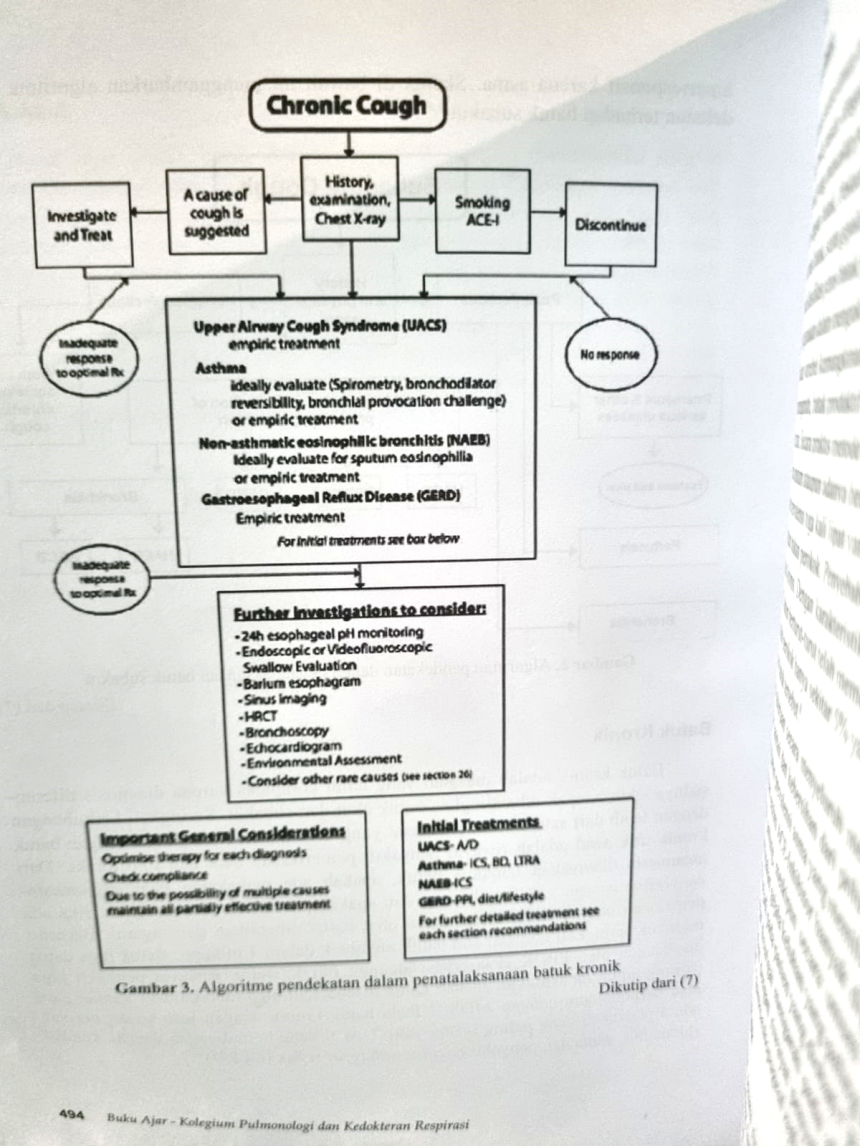 Chronic Cough
Investigate
and Treat
A cause of
cough is
suggested
History,
examination,
Chest X-ray
Smoking
ACE-I
Discontinue
Inadequate
response
to optimal Rx
No response
Upper Airway Cough Syndrome (UACS)
empiric treatment
Asthma
Ideally evaluate (Spirometry, bronchodilator
reversibility, bronchial provocation challenge)
or empiric treatment
Non-asthmatic eosinophilic bronchitis (NAEB)
Ideally evaluate for sputum eosinophilia
or empiric treatment
Gastroesophageal Reflux Disease (GERD)
Empiric treatment
For initial treatments see box below
Inadequate
response
to optimal Rx
Further Investigations to consider:
-24h esophageal pH monitoring
-Endoscopic or Videofluoroscopic
Swallow Evaluation
-Barium esophagram
-Sinus imaging
-HRCT
-Bronchoscopy
-Echocardiogram
-Environmental Assessment
-Consider other rare causes (see section 26)
Important General Considerations
Optimise therapy for each diagnosis
Check compliance
Due to the possibility of multiple causes
maintain all partially effective treatment
Initial Treatments
UACS- A/D
Asthma- ICS, BD, LTRA
NAEB-ICS
GERD-PPI, diet/lifestyle
For further detailed treatment see
each section recommendations
Gambar 3. Algoritme pendekatan dalam penatalaksanaan batuk kronik
Dikutip dari (7)
494 Buku Ajar - Kolegium Pulmonologi dan Kedokteran Respirasi